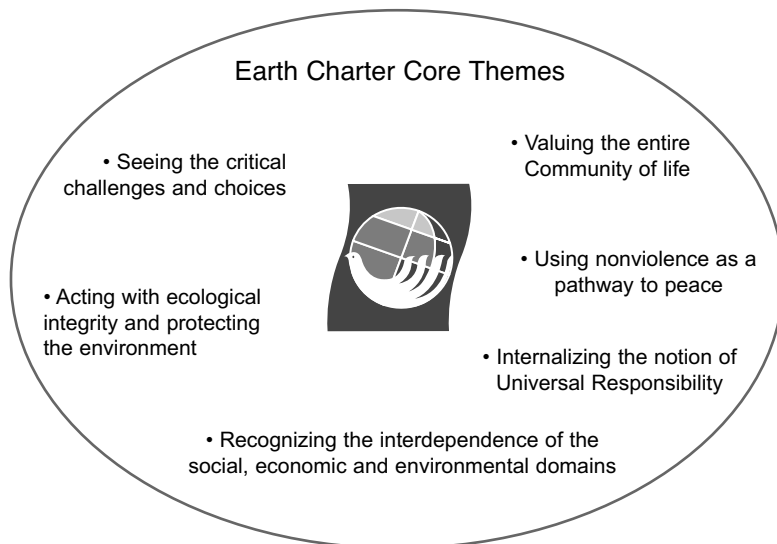 Earth Charter Core Themes
• Seeing the critical
challenges and choices
• Valuing the entire
Community of life
• Acting with ecological
integrity and protecting
the environment
• Using nonviolence as a
pathway to peace
• Internalizing the notion of
Universal Responsibility
• Recognizing the interdependence of the
social, economic and environmental domains